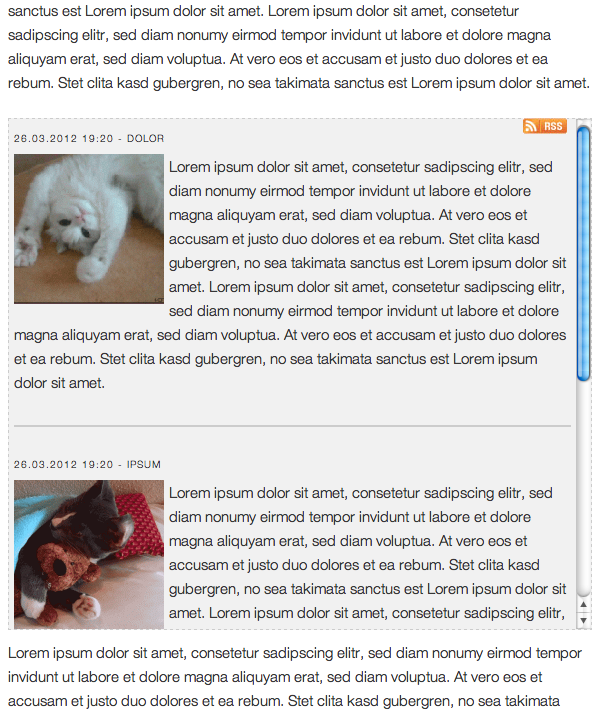 sanctus est Lorem ipsum dolor sit amet. Lorem ipsum dolor sit amet, consetetur
sadipscing elitr, sed diam nonumy eirmod tempor invidunt ut labore et dolore magna
aliquyam erat, sed diam voluptua. At vero eos et accusam et justo duo dolores et ea
rebum. Stet clita kasd gubergren, no sea takimata sanctus est Lorem ipsum dolor sit amet.
RSS
26.03.2012 19:20 - DOLOR
Lorem ipsum dolor sit amet, consetetur sadipscing elitr, sed
diam nonumy eirmod tempor invidunt ut labore et dolore
magna aliquyam erat, sed diam voluptua. At vero eos et
accusam et justo duo dolores et ea rebum. Stet clita kasd
gubergren, no sea takimata sanctus est Lorem ipsum dolor sit
amet. Lorem ipsum dolor sit amet, consetetur sadipscing elitr,
sed diam nonumy eirmod tempor invidunt ut labore et dolore
magna aliquyam erat, sed diam voluptua. At vero eos et accusam et justo duo dolores
et ea rebum. Stet clita kasd gubergren, no sea takimata sanctus est Lorem ipsum
dolor sit amet.
26.03.2012 19:20 - IPSUM
Lorem ipsum dolor sit amet, consetetur sadipscing elitr, sed
diam nonumy eirmod tempor invidunt ut labore et dolore
magna aliquyam erat, sed diam voluptua. At vero eos et
accusam et justo duo dolores et ea rebum. Stet clita kasd
gubergren, no sea takimata sanctus est Lorem ipsum dolor sit
amet. Lorem ipsum dolor sit amet, consetetur sadipscing elitr,
Lorem ipsum dolor sit amet, consetetur sadipscing elitr, sed diam nonumy eirmod tempor
invidunt ut labore et dolore magna aliquyam erat, sed diam voluptua. At vero eos et
accusam et justo duo dolores et ea rebum. Stet clita kasd gubergren, no sea takimata